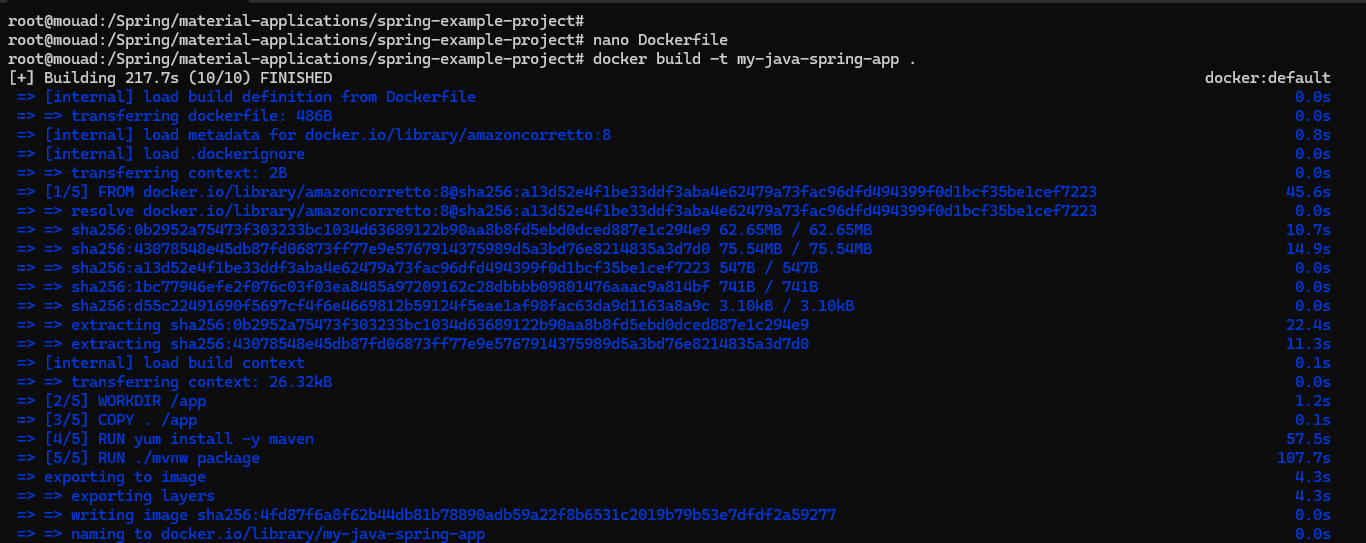 root@mouad:/Spring/material-applications/spring-example-project#
root@mouad:/Spring/material-applications/spring-example-project# nano Dockerfile
root@mouad:/Spring/material-applications/spring-example-project# docker build -t my-java-spring-app .
[+] Building 217.7s (10/10) FINISHED docker:default
=> [internal] load build definition from Dockerfile 0.0s
=> => transferring dockerfile: 486B 0.0s
=> [internal] load metadata for docker.io/library/amazoncorretto:8 0.8s
=> [internal] load .dockerignore 0.0s
=> => transferring context: 2B 0.0s
=> [1/5] FROM docker.io/library/amazoncorretto:8@sha256:a13d52e4f1be33ddf3aba4e62479a73fac96dfd494399f0d1bcf35be1cef7223 45.6s
=> => resolve docker.io/library/amazoncorretto:8@sha256:a13d52e4f1be33ddf3aba4e62479a73fac96dfd494399f0d1bcf35be1cef7223 0.0s
=> => sha256:0b2952a75473f303233bc1034d63689122b90aa8b8fd5ebd0dced887e1c294e9 62.65MB / 62.65MB 10.7s
=> => sha256:43078548e45db87fd06873ff77e9e5767914375989d5a3bd76e8214835a3d7d0 75.54MB / 75.54MB 14.9s
=> => sha256:a13d52e4f1be33ddf3aba4e62479a73fac96dfd494399f0d1bcf35be1cef7223 547B / 547B 0.0s
=> => sha256:1bc77946efe2f076c03f03ea8485a97209162c28dbbbb09801476aaac9a814bf 741B / 741B 0.0s
=> => sha256:d55c22491690f5697cf4f6e4669812b59124f5eae1af98fac63da9d1163a8a9c 3.10kB / 3.10kB 0.0s
=> => extracting sha256:0b2952a75473f303233bc1034d63689122b90aa8b8fd5ebd0dced887e1c294e9 22.4s
=> => extracting sha256:43078548e45db87fd06873ff77e9e5767914375989d5a3bd76e8214835a3d7d0 11.3s
=> [internal] load build context 0.1s
=> => transferring context: 26.32kB 0.0s
=> [2/5] WORKDIR /app 1.2s
=> [3/5] COPY . /app 0.1s
=> [4/5] RUN yum install -y maven 57.5s
=> [5/5] RUN ./mvnw package 107.7s
=> exporting to image 4.3s
=> => exporting layers 4.3s
=> => writing image sha256:4fd87f6a8f62b44db81b78890adb59a22f8b6531c2019b79b53e7dfdf2a59277 0.0s
=> => naming to docker.io/library/my-java-spring-app 0.0s